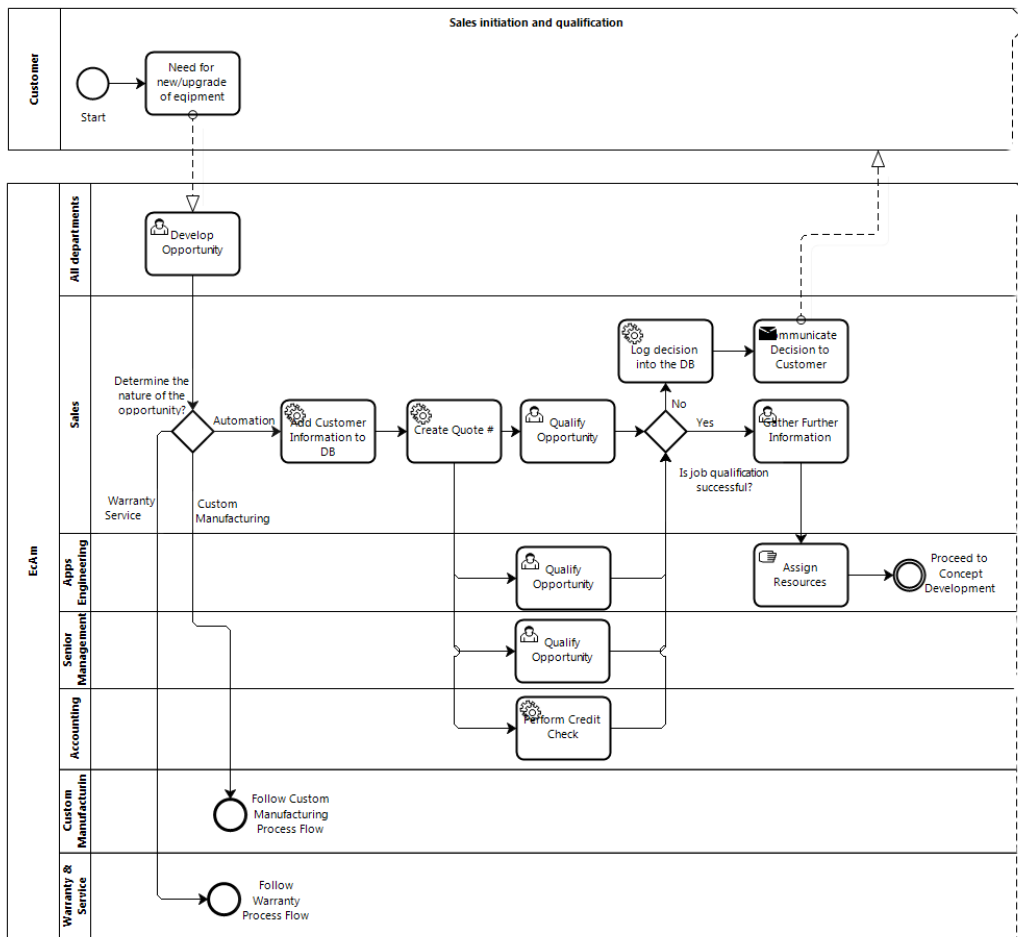 Sales initiation and qualification
Customer
Need for
new/upgrade
of eqipment
Start
EcAm
All departments
Develop
Opportunity
Sales
Determine the
nature of the
opportunity?
Automation
Add Customer
Information to
DB
Create Quote #
Qualify
Opportunity
Log decision
into the DB
Communicate
Decision to
Customer
No
Yes
Gather Further
Information
Is job qualification
successful?
Warranty
Service
Custom
Manufacturing
Apps
Engineering
Qualify
Opportunity
Assign
Resources
Proceed to
Concept
Development
Senior
Management
Qualify
Opportunity
Accounting
Perform Credit
Check
Custom
Manufacturin
Follow Custom
Manufacturing
Process Flow
Warranty &
Service
Follow
Warranty
Process Flow